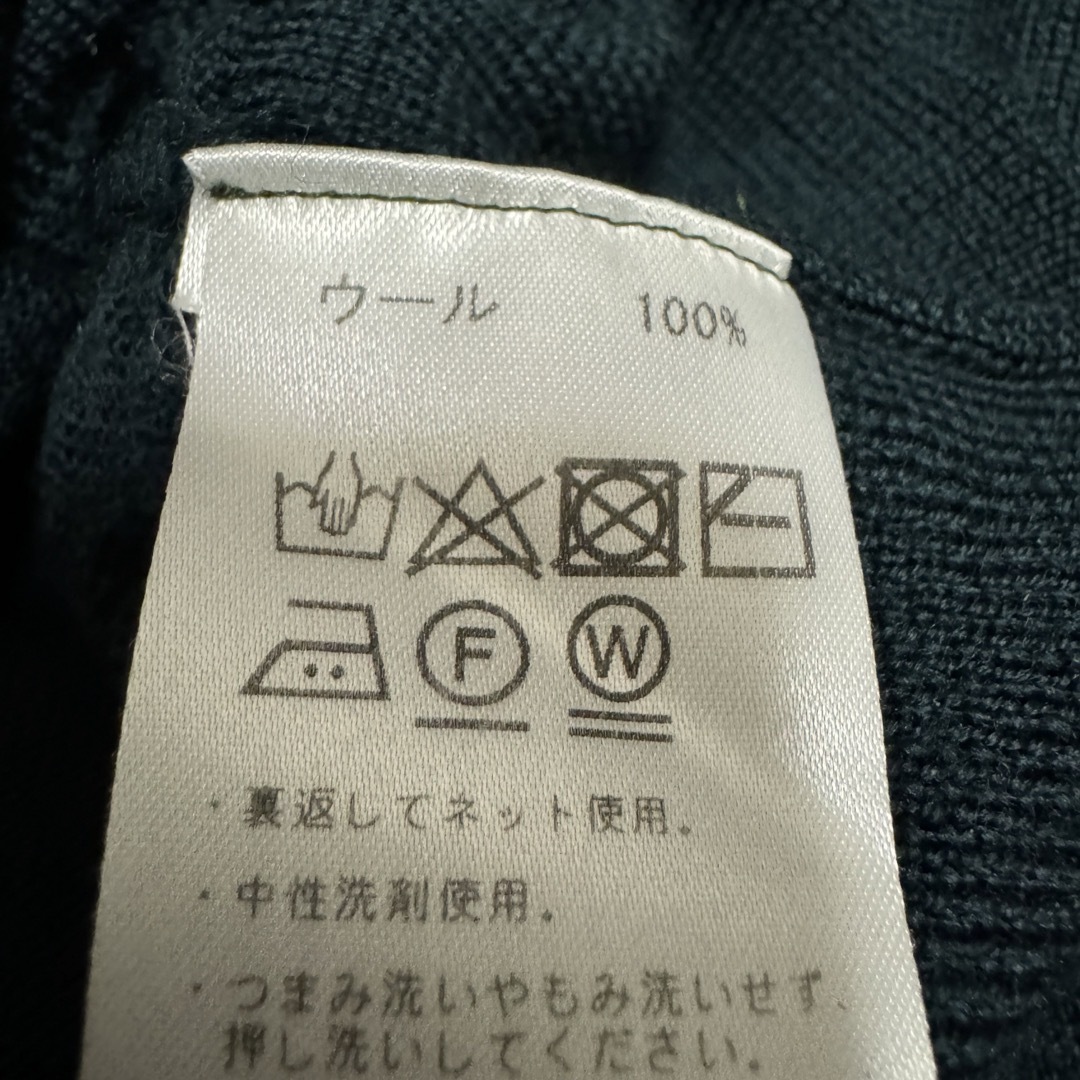 ウール 100%
F W
・裏返してネット使用.
・中性洗剤使用.
・つまみ洗いやもみ洗いせず、
押し洗いしてください.